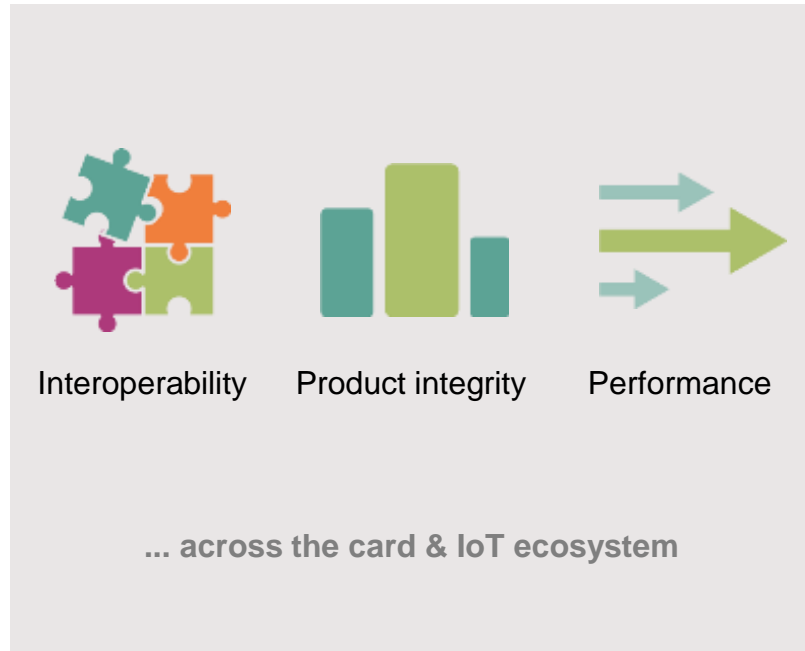 Interoperability Product integrity Performance
... across the card & IoT ecosystem